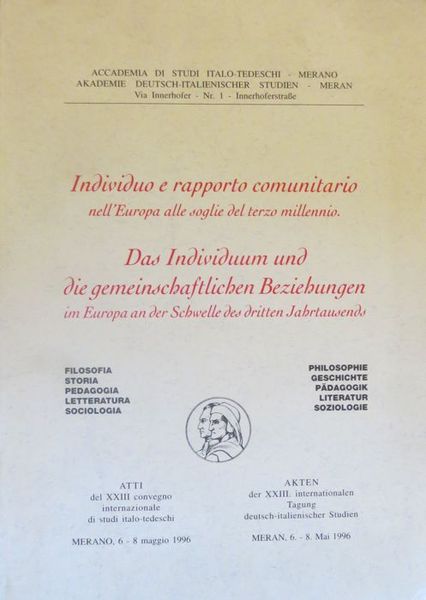 ACCADEMIA DI STUDI ITALO-TEDESCHI - MERANO
AKADEMIE DEUTSCH-ITALIENISCHER STUDIEN - MERAN
Via Innerhofer - Nr. 1 - Innerhoferstraße
Individuo e rapporto comunitario
nell'Europa alle soglie del terzo millennio.
Das Individuum und
die gemeinschaftlichen Beziehungen
im Europa an der Schwelle des dritten Jahrtausends
FILOSOFIA
STORIA
PEDAGOGIA
LETTERATURA
SOCIOLOGIA
PHILOSOPHIE
GESCHICHTE
PÄDAGOGIK
LITERATUR
SOZIOLOGIE
ATTI
del XXIII convegno
internazionale
di studi italo-tedeschi
MERANO, 6 - 8 maggio 1996
AKTEN
der XXIII. internationalen
Tagung
deutsch-italienischer Studien
MERAN, 6. - 8. Mai 1996